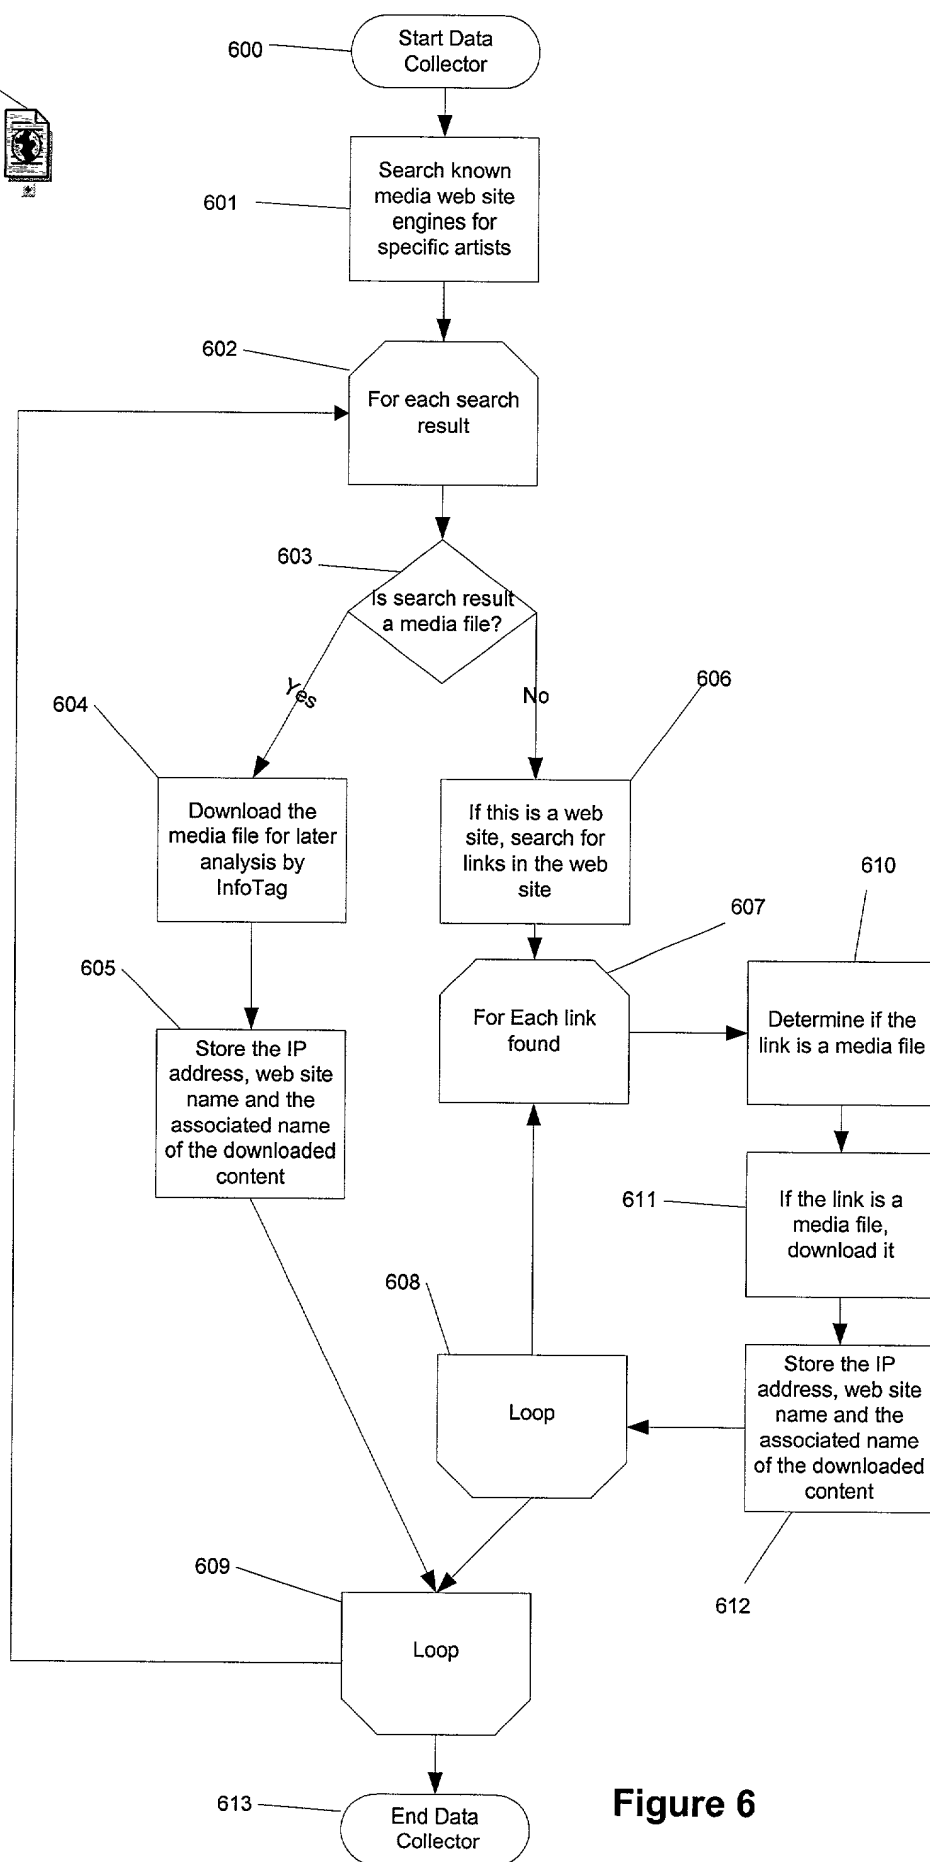 600
Start Data
Collector
601
Search known
media web site
engines for
specific artists
602
For each search
result
603
Is search result
a media file?
Yes
No
604
Download the
media file for later
analysis by
InfoTag
606
If this is a web
site, search for
links in the web
site
605
Store the IP
address, web site
name and the
associated name
of the downloaded
content
607
For Each link
found
610
Determine if the
link is a media file
611
If the link is a
media file,
download it
608
Loop
Store the IP
address, web site
name and the
associated name
of the downloaded
content
612
609
Loop
613
End Data
Collector
Figure 6